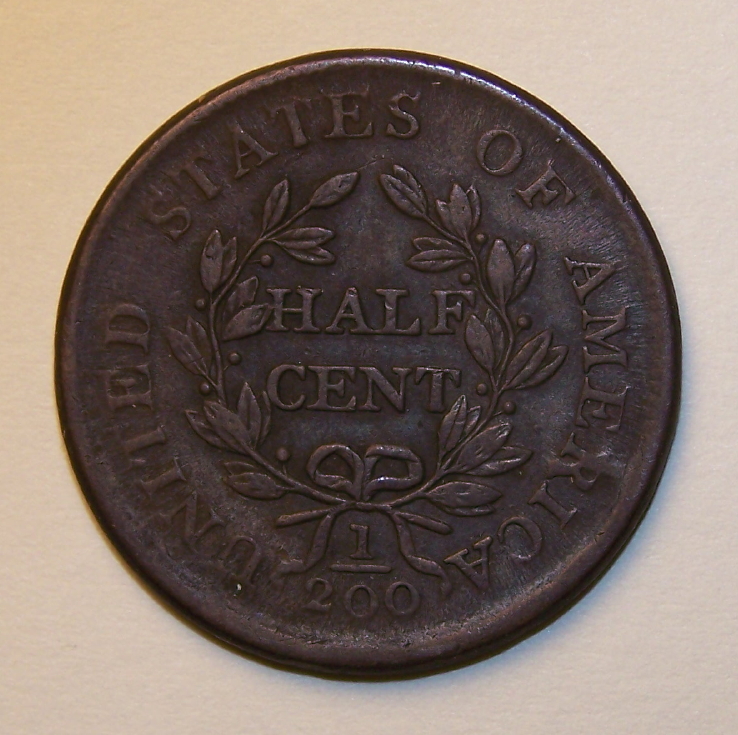 UNITED STATES OF AMERICA
HALF
CENT
1
200